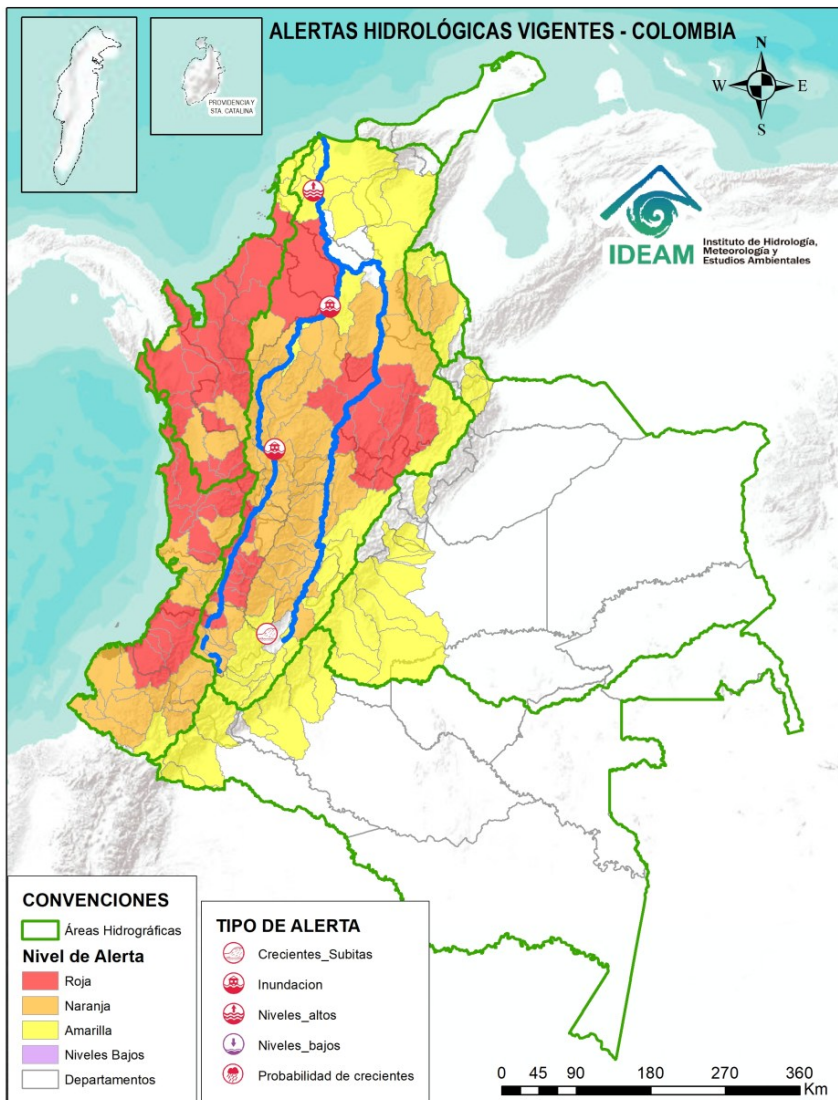 ALERTAS HIDROLÓGICAS VIGENTES - COLOMBIA
PROVIDENCIA Y
STA. CATALINA
N
W E
S
IDEAM
Instituto de Hidrología,
Meteorología y
Estudios Ambientales
CONVENCIONES
Áreas Hidrográficas
Nivel de Alerta
Roja
Naranja
Amarilla
Niveles Bajos
Departamentos
TIPO DE ALERTA
Crecientes_Subitas
Inundacion
Niveles_altos
Niveles_bajos
Probabilidad de crecientes
0 45 90 180 270 360
Km